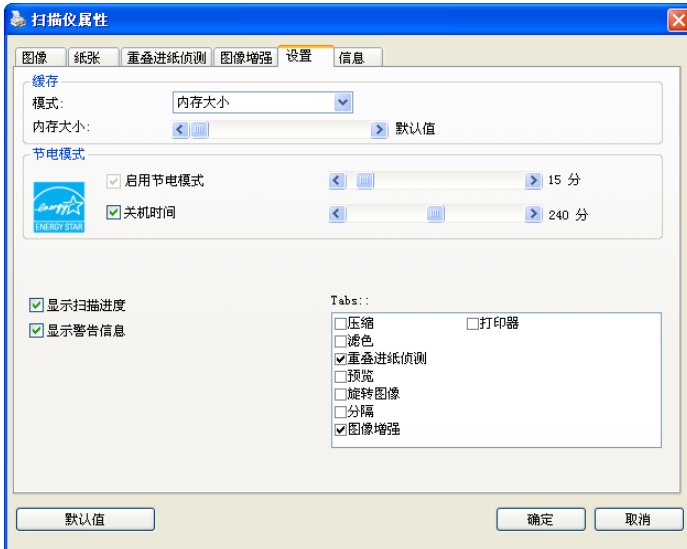 扫描仪属性
图像 纸张 重叠进纸侦测 图像增强 设置 信息
缓存
模式: 内存大小
内存大小: 默认值
节电模式
启用节电模式 15 分
关机时间 240 分
energy
ENERGY STAR
显示扫描进度
显示警告信息
Tabs::
压缩 打印器
滤色
重叠进纸侦测
预览
旋转图像
分隔
图像增强
默认值 确定 取消